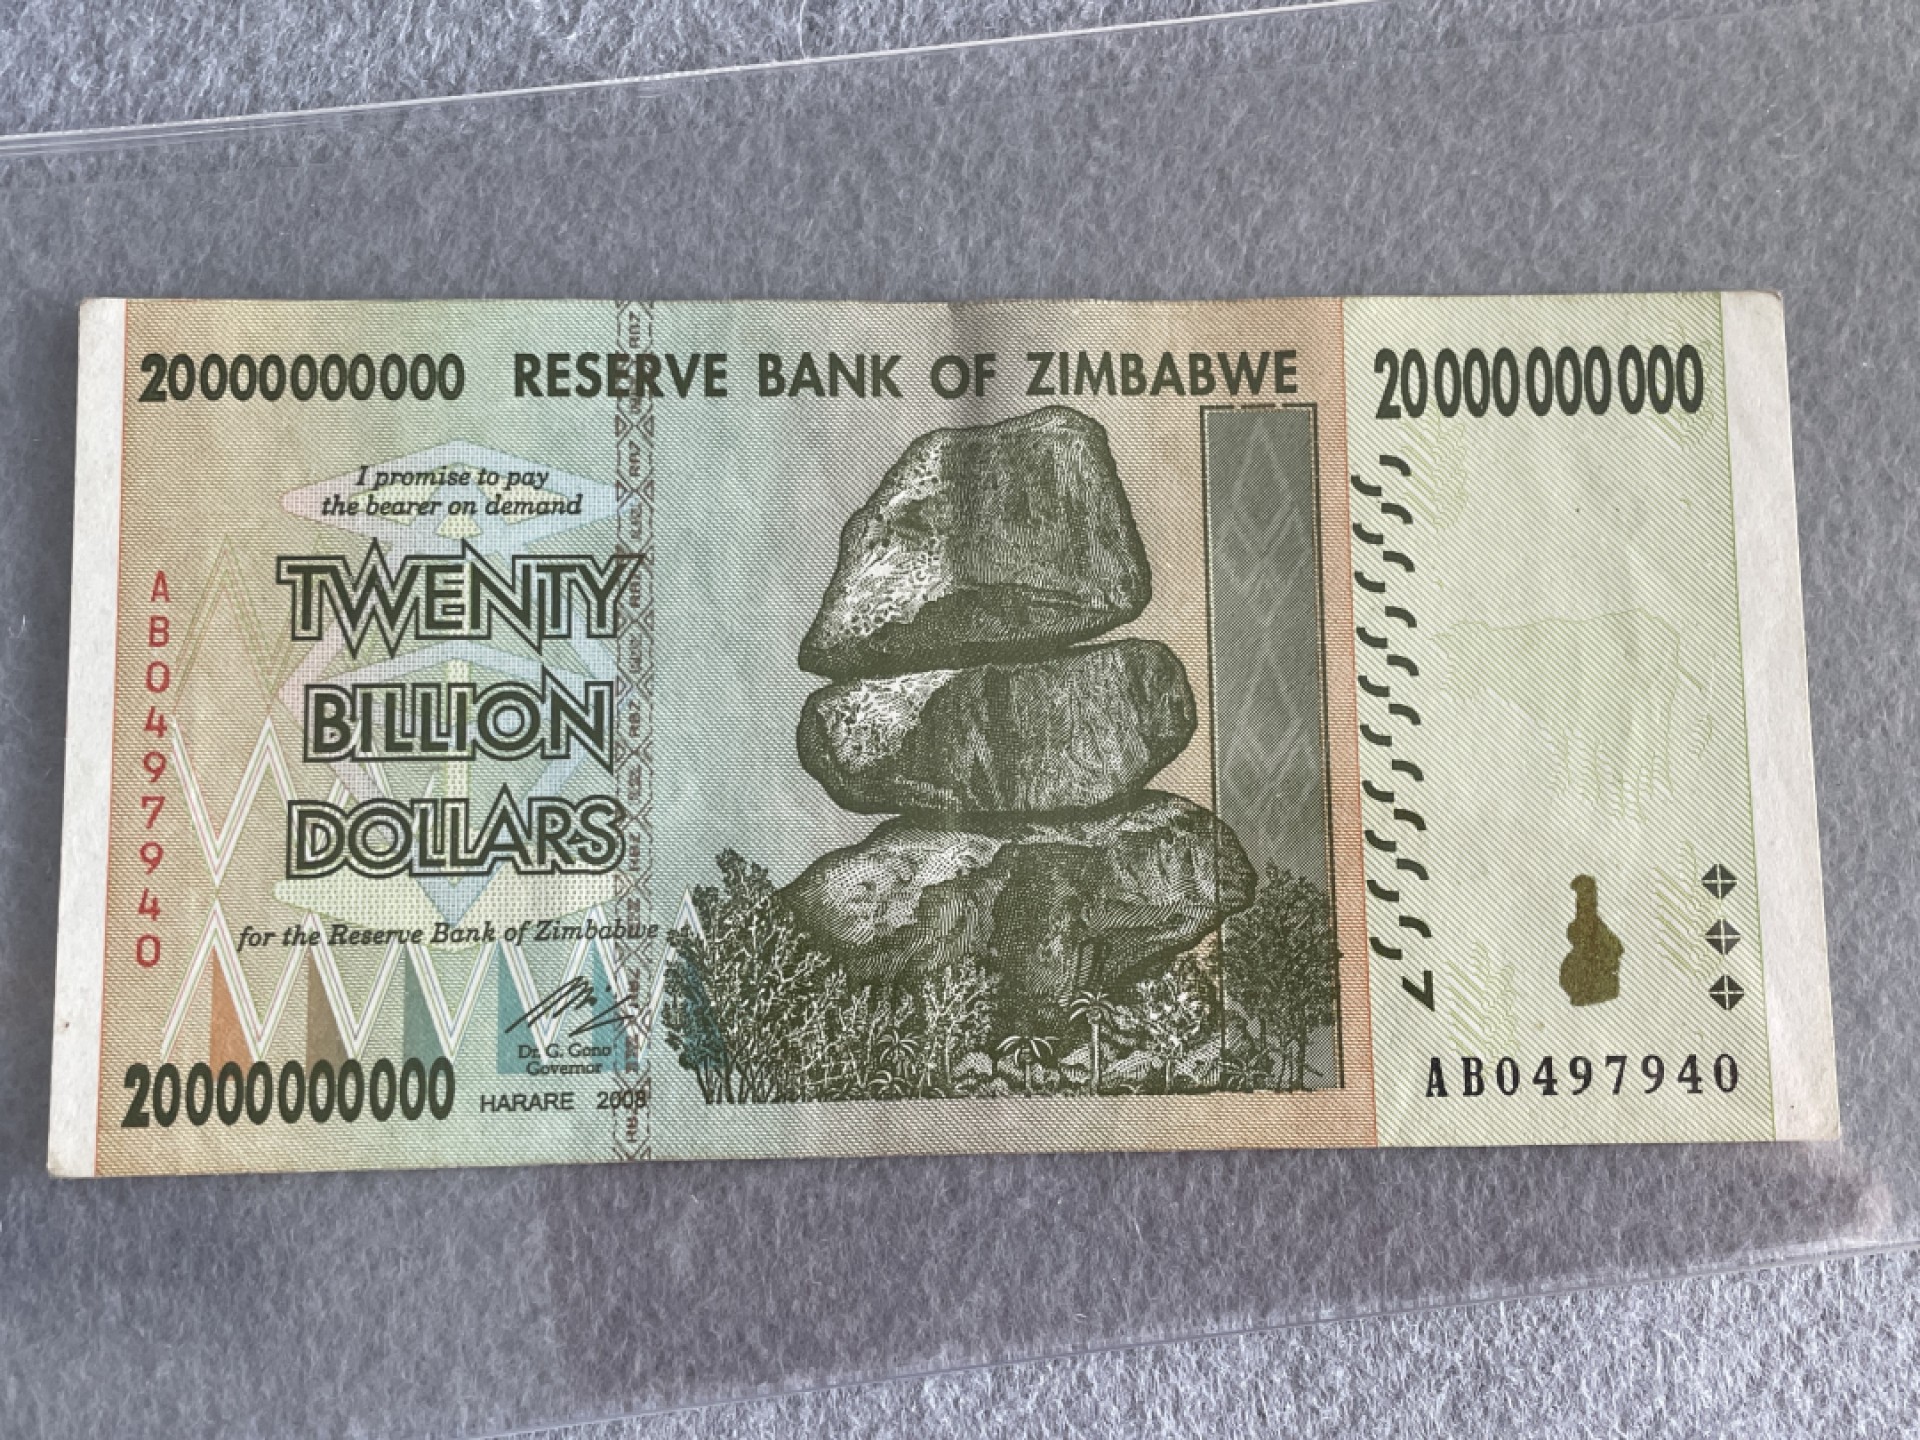 20000000000 RESERVE BANK OF ZIMBABWE 20000000000
I promise to pay
the bearer on demand
TWENTY
BILLION
DOLLARS
for the Reserve Bank of Zimbabwe
Dr. G. Gono
Governor
HARARE 2008
20000000000
AB0497940
AB0497940
RBZ